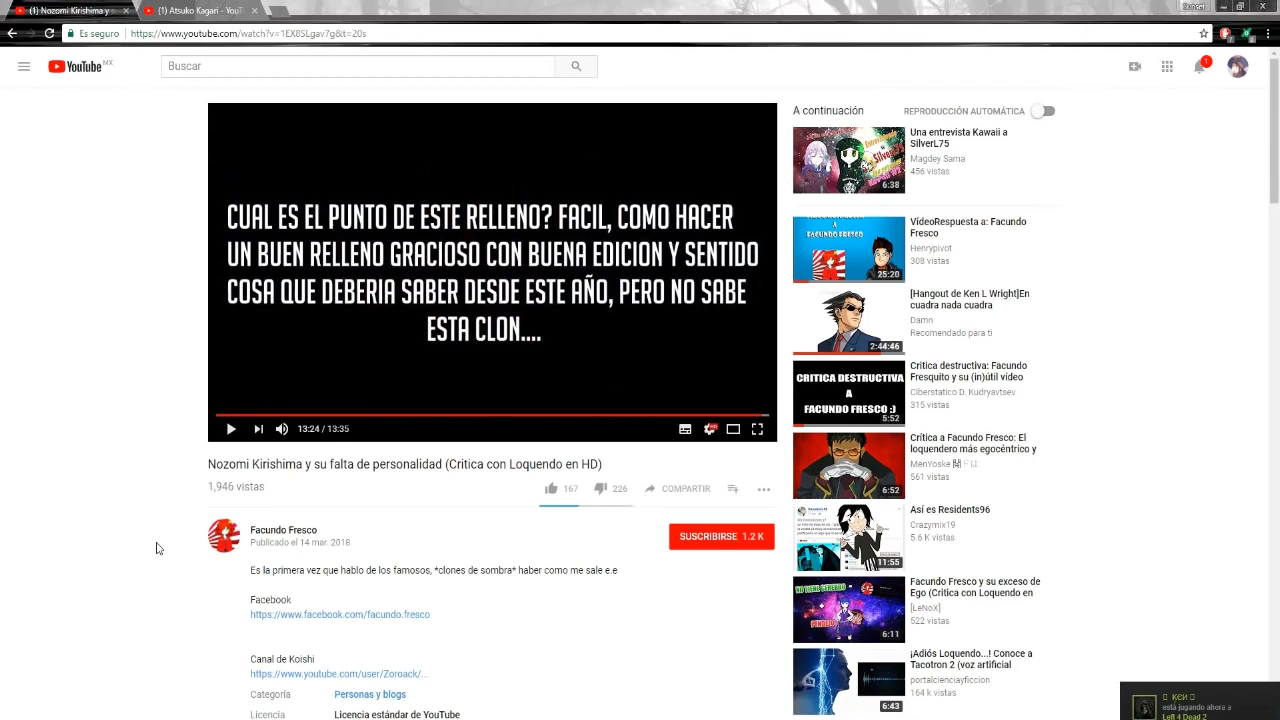 (1) Nozomi Kirishima y s
(1) Atsuko Kagari - YouT
Sunset
Es seguro
https://www.youtube.com/watch?v=1EX8SLgav7g&t=20s
YouTube MX
Buscar
1
CUAL ES EL PUNTO DE ESTE RELLENO? FACIL, COMO HACER
UN BUEN RELLENO GRACIOSO CON BUENA EDICION Y SENTIDO
COSA QUE DEBERIA SABER DESDE ESTE AÑO, PERO NO SABE
ESTA CLON....
13:24 / 13:35
HD
Nozomi Kirishima y su falta de personalidad (Critica con Loquendo en HD)
1,946 vistas
167
226
COMPARTIR
Facundo Fresco
Publicado el 14 mar. 2018
SUSCRIBIRSE 1.2 K
Es la primera vez que hablo de los famosos, *clones de sombra* haber como me sale e.e
Facebook
https://www.facebook.com/facundo.fresco
Canal de Koishi
https://www.youtube.com/user/Zoroack/...
Categoría
Personas y blogs
Licencia
Licencia estándar de YouTube
A continuación
REPRODUCCIÓN AUTOMÁTICA
6:38
Una entrevista Kawaii a
SilverL75
Magdey Sama
456 vistas
FACUNDO FRESCO
25:20
VídeoRespuesta a: Facundo
Fresco
Henrypivot
308 vistas
2:44:46
[Hangout de Ken L Wright]En
cuadra nada cuadra
Damn
Recomendado para ti
CRITICA DESTRUCTIVA
A
FACUNDO FRESCO :)
5:52
Critica destructiva: Facundo
Fresquito y su (in)útil video
Ciberstatico D. Kudryavtsev
315 vistas
6:52
Crítica a Facundo Fresco: El
loquendero más egocéntrico y
MenYoske
11:55
Así es Residents96
Crazymix19
5.6 K vistas
6:11
Facundo Fresco y su exceso de
Ego (Critica con Loquendo en
[LeNoX]
522 vistas
6:43
¡Adiós Loquendo...! Conoce a
Tacotron 2 (voz artificial
portalcienciayficcion
164 k vistas
está jugando ahora a
Left 4 Dead 2